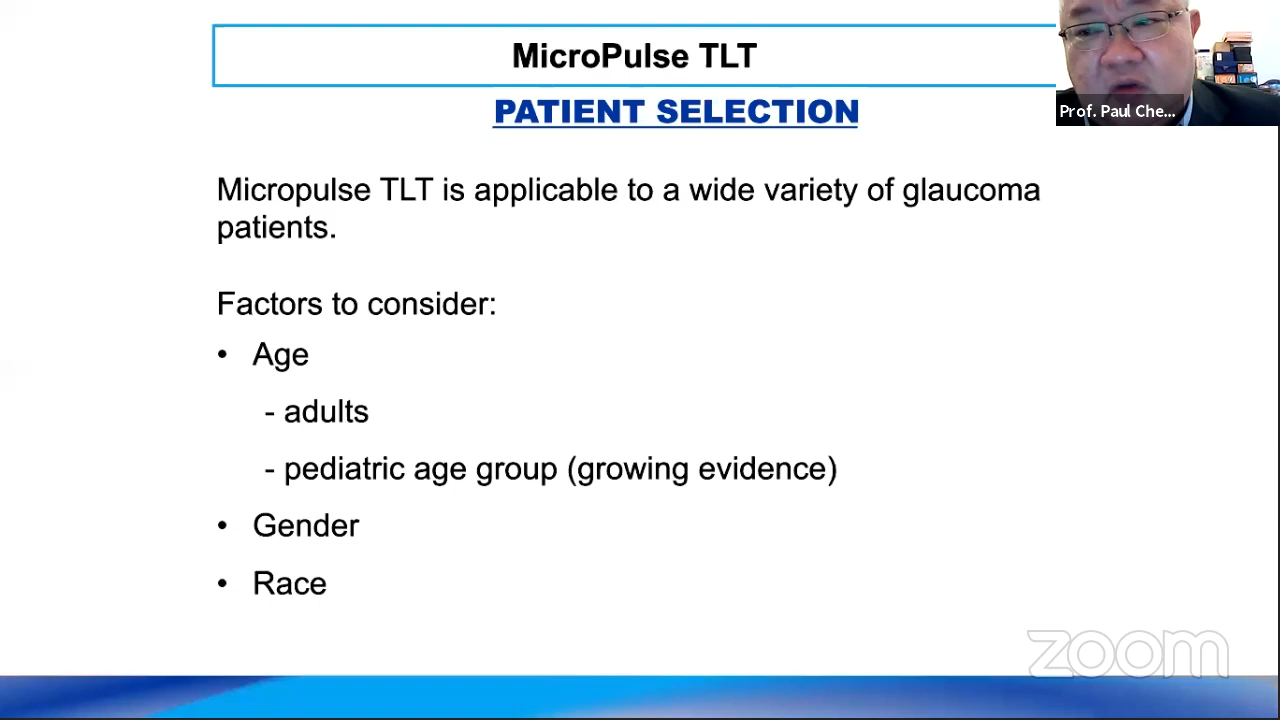 MicroPulse TLT
PATIENT SELECTION
Prof. Paul Che...
Micropulse TLT is applicable to a wide variety of glaucoma
patients.
Factors to consider:
• Age
- adults
- pediatric age group (growing evidence)
• Gender
• Race
zoom